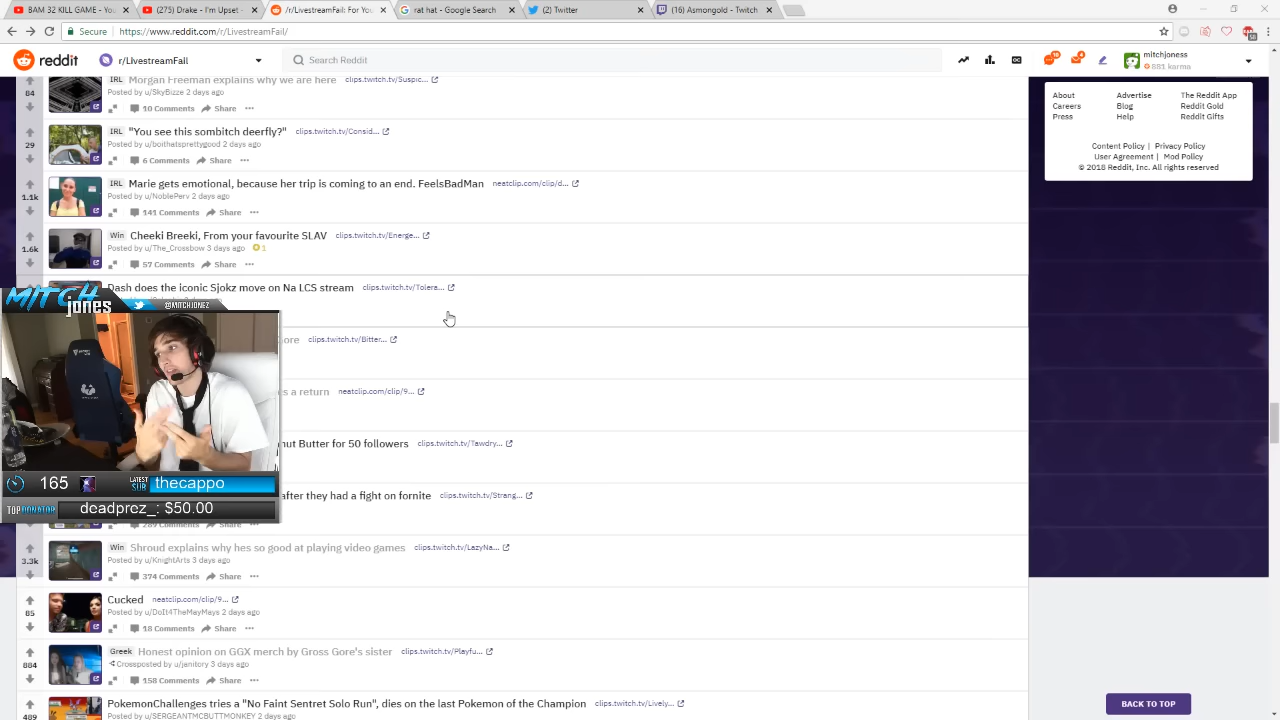 BAM 32 KILL GAME - Yo
(275) Drake - I'm Upset -
reddit: LivestreamFail: For You
rat hat - Google Search
(2) Twitter
(16) Asmongold - Twitch
Secure
https://www.reddit.com/r/LivestreamFail/
reddit
r/LivestreamFail
Search Reddit
mitchjoness
881 karma
84
IRL Morgan Freeman explains why we are here clips.twitch.tv/Suspic...
Posted by u/SkyBizze 2 days ago
10 Comments Share
29
IRL "You see this sombitch deerfly?" clips.twitch.tv/Consid...
Posted by u/boithatsprettygood 2 days ago
6 Comments Share
1.1k
IRL Marie gets emotional, because her trip is coming to an end. FeelsBadMan neatclip.com/clip/d...
Posted by u/NoblePerv 2 days ago
141 Comments Share
1.6k
Win Cheeki Breeki, From your favourite SLAV clips.twitch.tv/Energe...
Posted by u/The_Crossbow 3 days ago 1
57 Comments Share
Dash does the iconic Sjokz move on Na LCS stream clips.twitch.tv/Tolera...
MITCH
jones
@MITCHJONEZ
ore clips.twitch.tv/Bitter...
s a return neatclip.com/clip/9...
nut Butter for 50 followers clips.twitch.tv/Tawdry...
165
LATEST
SUB
thecappo
after they had a fight on fornite clips.twitch.tv/Strang...
TOPDONATOR
deadprez_: $50.00
289 Comments Share
3.3k
Win Shroud explains why hes so good at playing video games clips.twitch.tv/LazyNa...
Posted by u/KnightArts 3 days ago
374 Comments Share
85
Cucked neatclip.com/clip/9...
Posted by u/DoIt4TheMayMays 2 days ago
18 Comments Share
884
Greek Honest opinion on GGX merch by Gross Gore's sister clips.twitch.tv/Playfu...
Crossposted by u/janitory 3 days ago
158 Comments Share
489
PokemonChallenges tries a "No Faint Sentret Solo Run", dies on the last Pokemon of the Champion clips.twitch.tv/Lively...
Posted by u/SERGEANTMCBUTTMONKEY 2 days ago
About Advertise The Reddit App
Careers Blog Reddit Gold
Press Help Reddit Gifts
Content Policy | Privacy Policy
User Agreement | Mod Policy
© 2018 Reddit, Inc. All rights reserved
BACK TO TOP